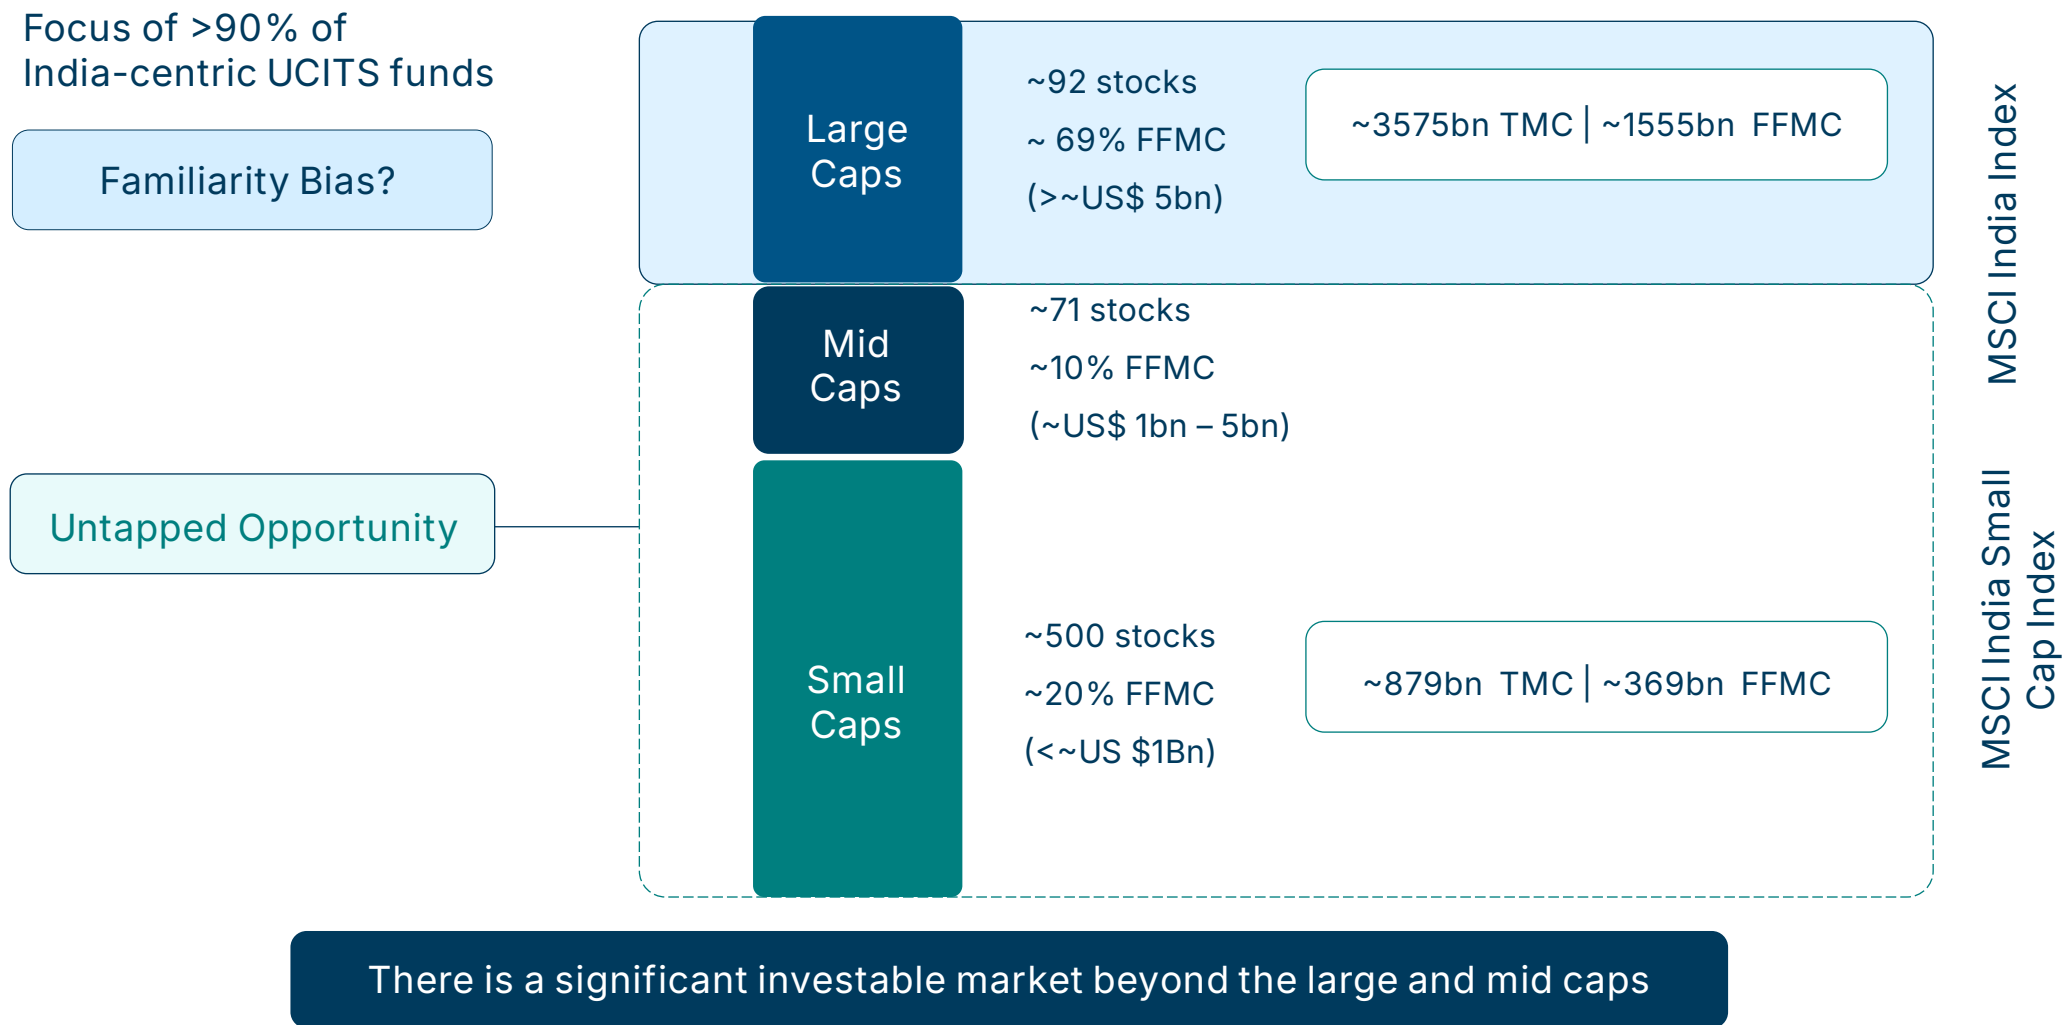 Focus of >90% of
India-centric UCITS funds
Familiarity Bias?
Large
Caps
~92 stocks
~ 69% FFMC
(>~US$ 5bn)
~3575bn TMC | ~1555bn FFMC
MSCI India Index
Mid
Caps
~71 stocks
~10% FFMC
(~US$ 1bn – 5bn)
Untapped Opportunity
Small
Caps
~500 stocks
~20% FFMC
(<~US $1Bn)
~879bn TMC | ~369bn FFMC
MSCI India Small
Cap Index
There is a significant investable market beyond the large and mid caps